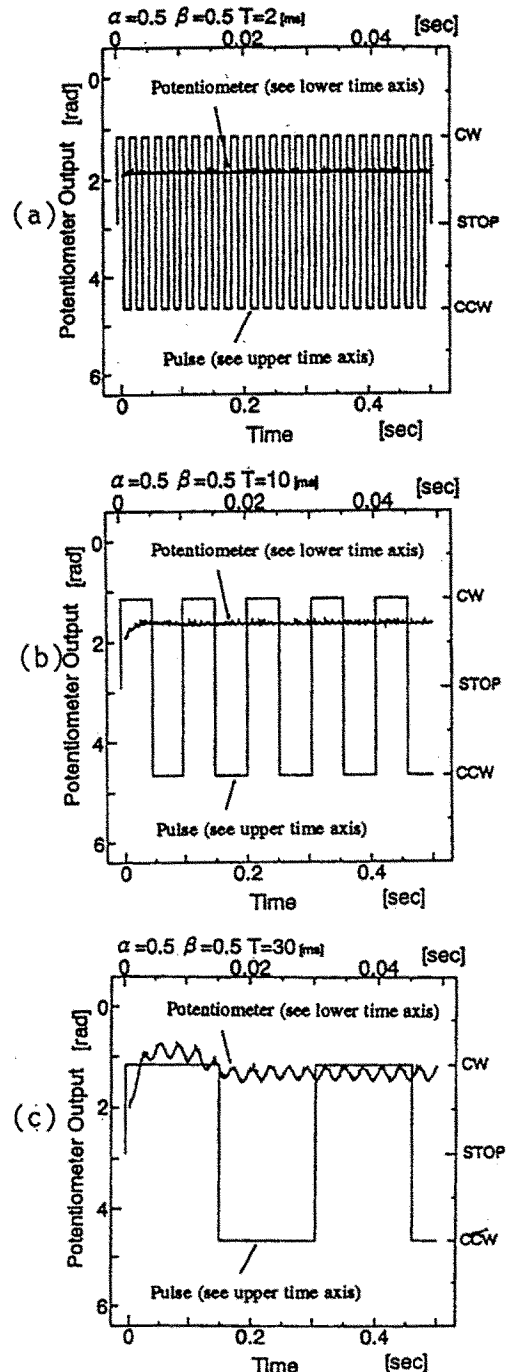 α=0.5 β=0.5 T=2 [ms]
0 0.02 0.04 [sec]
Potentiometer (see lower time axis)
Potentiometer Output [rad]
0
2
4
6
CW
STOP
CCW
(a)
Pulse (see upper time axis)
0 0.2 0.4
Time [sec]
α=0.5 β=0.5 T=10 [ms]
0 0.02 0.04 [sec]
Potentiometer (see lower time axis)
Potentiometer Output [rad]
0
2
4
6
CW
STOP
CCW
(b)
Pulse (see upper time axis)
0 0.2 0.4
Time [sec]
α=0.5 β=0.5 T=30 [ms]
0 0.02 0.04 [sec]
Potentiometer (see lower time axis)
Potentiometer Output [rad]
0
2
4
6
CW
STOP
CCW
(c)
Pulse (see upper time axis)
0 0.2 0.4
Time [sec]